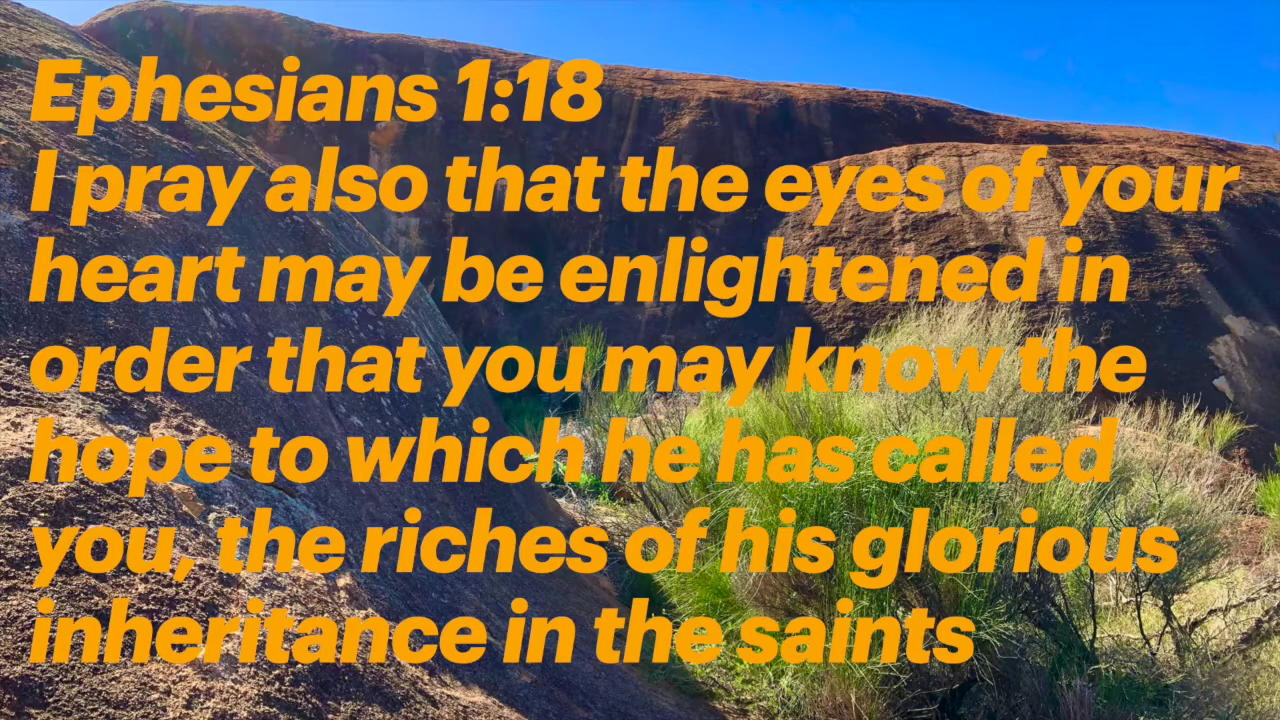 Ephesians 1:18
I pray also that the eyes of your
heart may be enlightened in
order that you may know the
hope to which he has called
you, the riches of his glorious
inheritance in the saints